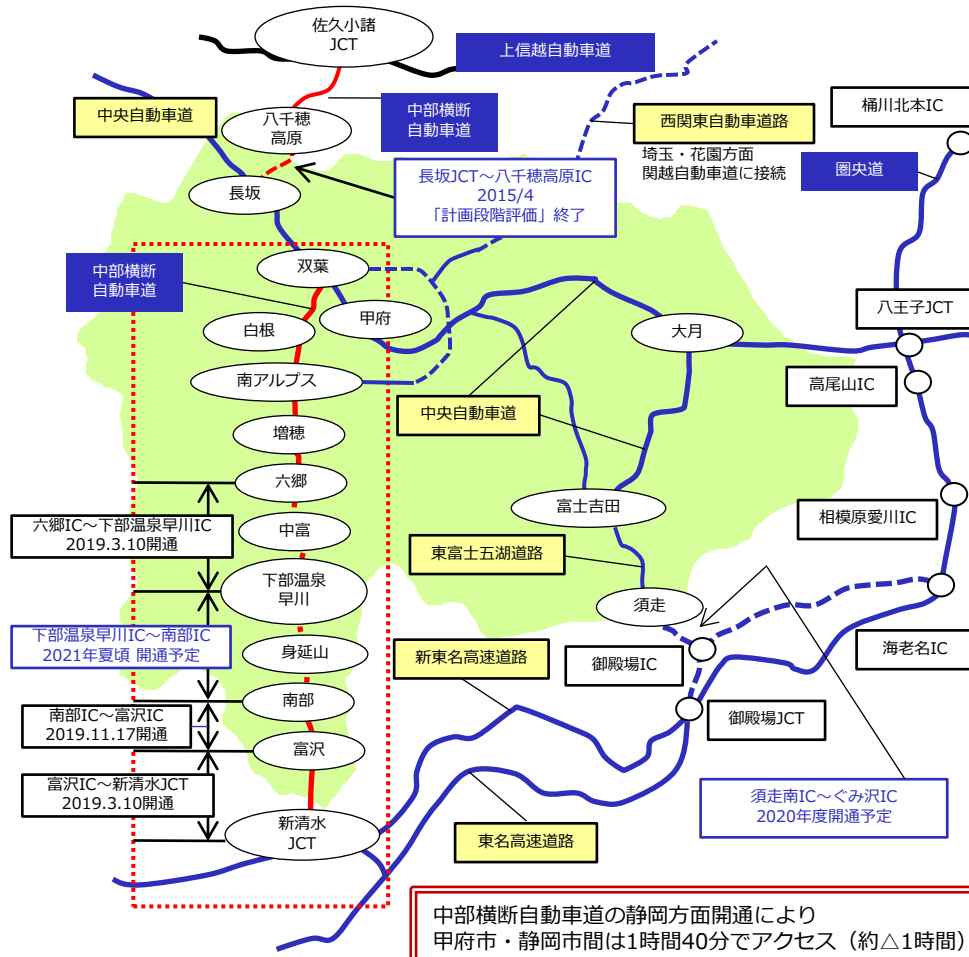 佐久小諸
JCT
上信越自動車道
中央自動車道
中部横断
自動車道
八千穂
高原
西関東自動車道路
埼玉・花園方面
関越自動車道に接続
桶川北本IC
圏央道
長坂JCT～八千穂高原IC
2015/4
「計画段階評価」終了
長坂
中部横断
自動車道
双葉
甲府
白根
南アルプス
大月
八王子JCT
高尾山IC
中央自動車道
増穂
六郷
六郷IC～下部温泉早川IC
2019.3.10開通
中富
富士吉田
相模原愛川IC
東富士五湖道路
下部温泉
早川
須走
下部温泉早川IC～南部IC
2021年夏頃 開通予定
身延山
新東名高速道路
御殿場IC
海老名IC
南部
南部IC～富沢IC
2019.11.17開通
御殿場JCT
富沢
富沢IC～新清水JCT
2019.3.10開通
須走南IC～ぐみ沢IC
2020年度開通予定
新清水
JCT
東名高速道路
中部横断自動車道の静岡方面開通により
甲府市・静岡市間は1時間40分でアクセス（約△1時間）